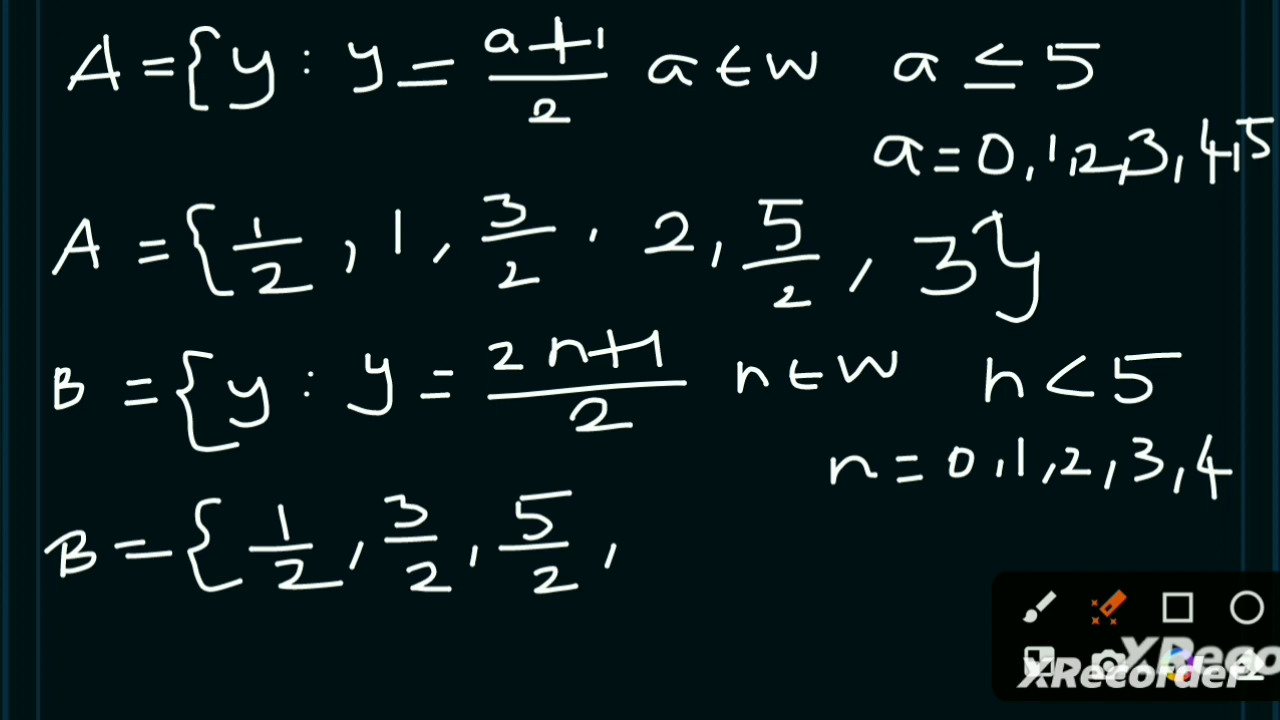 A = {y : y = (a+1)/2 a ∈ W a ≤ 5
a = 0, 1, 2, 3, 4, 5
A = {1/2, 1, 3/2, 2, 5/2, 3}
B = {y : y = (2n+1)/2 n ∈ W n < 5
n = 0, 1, 2, 3, 4
B = {1/2, 3/2, 5/2,
XRecorder